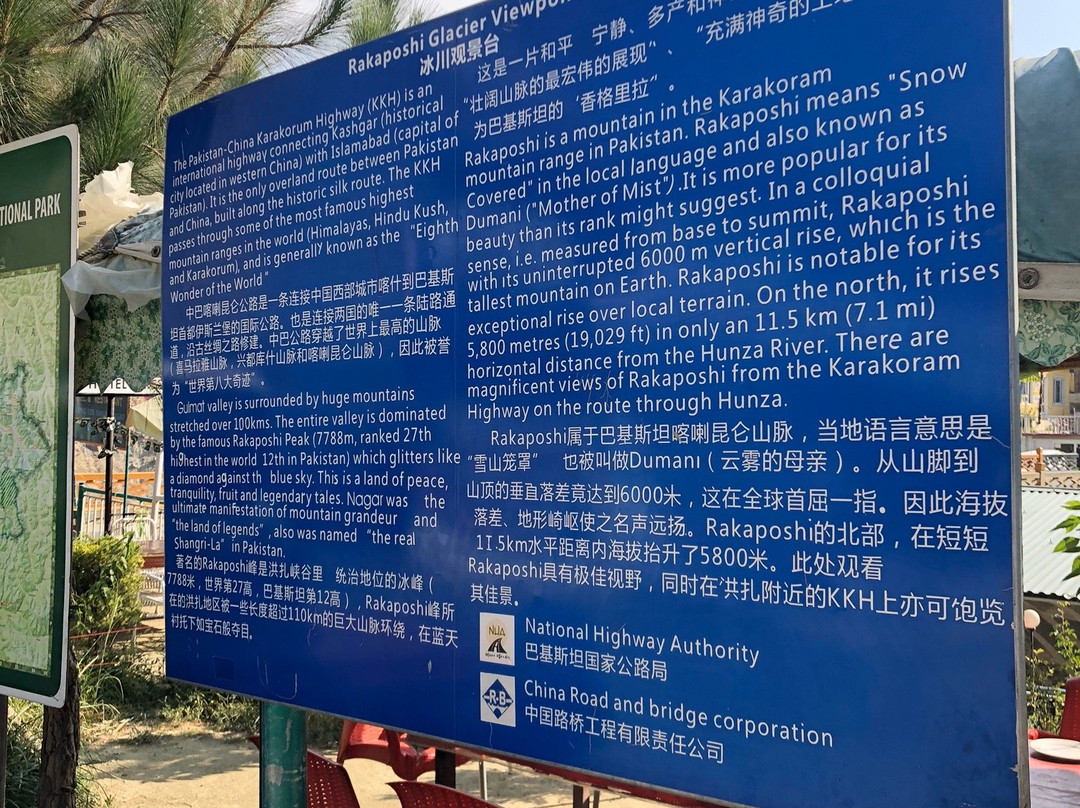 TIONAL PARK
Rakaposhi Glacier Viewpoin
冰川观景台
The Pakistan-China Karakorum Highway (KKH) is an
international highway connecting Kashgar (historical
city located in western China) with Islamabad (capital of
Pakistan). It is the only overland route between Pakistan
and China, built along the historic silk route. The KKH
passes through some of the most famous highest
mountain ranges in the world (Himalayas, Hindu Kush,
and Karakorum), and is generally known as the "Eighth
Wonder of the World"
中巴喀喇昆仑公路是一条连接中国西部城市喀什到巴基斯
坦首都伊斯兰堡的国际公路。也是连接两国的唯一一条陆路通
道，沿古丝绸之路修建。中巴公路穿越了世界上最高的山脉
（喜马拉雅山脉，兴都库什山脉和喀喇昆仑山脉），因此被誉
为“世界第八大奇迹”。
Gulmat valley is surrounded by huge mountains
stretched over 100kms. The entire valley is dominated
by the famous Rakaposhi Peak (7788m, ranked 27th
highest in the world 12th in Pakistan) which glitters like
a diamond against th blue sky. This is a land of peace,
tranquility, fruit and legendary tales. Nagar was the
ultimate manifestation of mountain grandeur and
"the land of legends", also was named "the real
Shangri-La" in Pakistan.
著名的Rakaposhi峰是洪扎峡谷里 统治地位的冰峰（
7788米，世界第27高，巴基斯坦第12高），Rakaposhi峰所
在的洪扎地区被一些长度超过110km的巨大山脉环绕，在蓝天
衬托下如宝石般夺目。
这是一片和平 宁静、多产和神
“壮阔山脉的最宏伟的展现”、“充满神奇的土
为巴基斯坦的‘香格里拉”。
Rakaposhi is a mountain in the Karakoram
mountain range in Pakistan. Rakaposhi means "Snow
Covered" in the local language and also known as
Dumani ("Mother of Mist").It is more popular for its
beauty than its rank might suggest. In a colloquial
sense, i.e. measured from base to summit, Rakaposhi
with its uninterrupted 6000 m vertical rise, which is the
tallest mountain on Earth. Rakaposhi is notable for its
exceptional rise over local terrain. On the north, it rises
5,800 metres (19,029 ft) in only an 11.5 km (7.1 mi)
horizontal distance from the Hunza River. There are
magnificent views of Rakaposhi from the Karakoram
Highway on the route through Hunza.
Rakaposhi属于巴基斯坦喀喇昆仑山脉，当地语言意思是
“雪山笼罩” 也被叫做Dumani（云雾的母亲）。从山脚到
山顶的垂直落差竟达到6000米，这在全球首屈一指。因此海拔
落差、地形崎岖使之名声远扬。Rakaposhi的北部，在短短
11.5km水平距离内海拔抬升了5800米。此处观看
Rakaposhi具有极佳视野，同时在洪扎附近的KKH上亦可饱览
其佳景。
NHA
National Highway Authority
巴基斯坦国家公路局
R B
China Road and bridge corporation
中国路桥工程有限责任公司